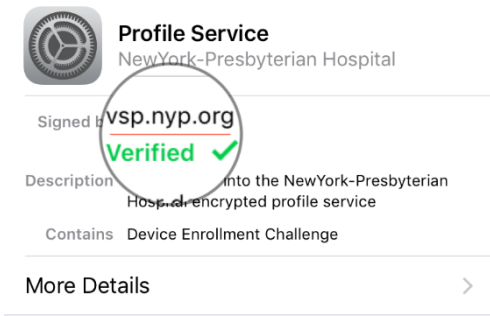 Profile Service
NewYork-Presbyterian Hospital
Signed b
vsp.nyp.org
Verified ✓
Description into the NewYork-Presbyterian
Hospital encrypted profile service
Contains Device Enrollment Challenge
More Details